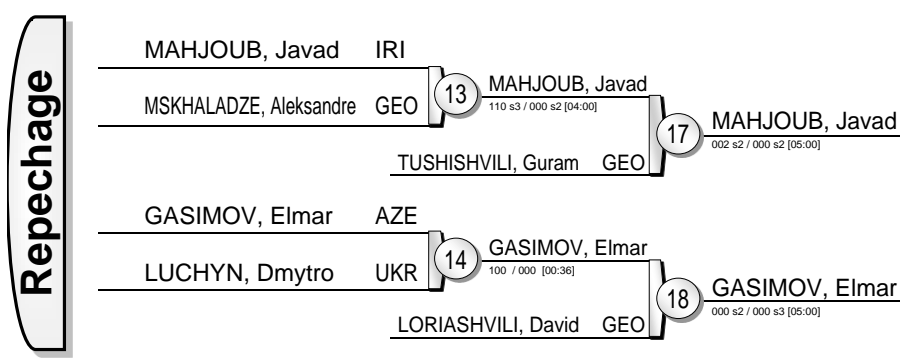 Repechage
MAHJOUB, Javad IRI
MSKHALADZE, Aleksandre GEO
13
MAHJOUB, Javad
110 s3 / 000 s2 [04:00]
TUSHISHVILI, Guram GEO
17
MAHJOUB, Javad
002 s2 / 000 s2 [05:00]
GASIMOV, Elmar AZE
LUCHYN, Dmytro UKR
14
GASIMOV, Elmar
100 / 000 [00:36]
LORIASHVILI, David GEO
18
GASIMOV, Elmar
000 s2 / 000 s3 [05:00]